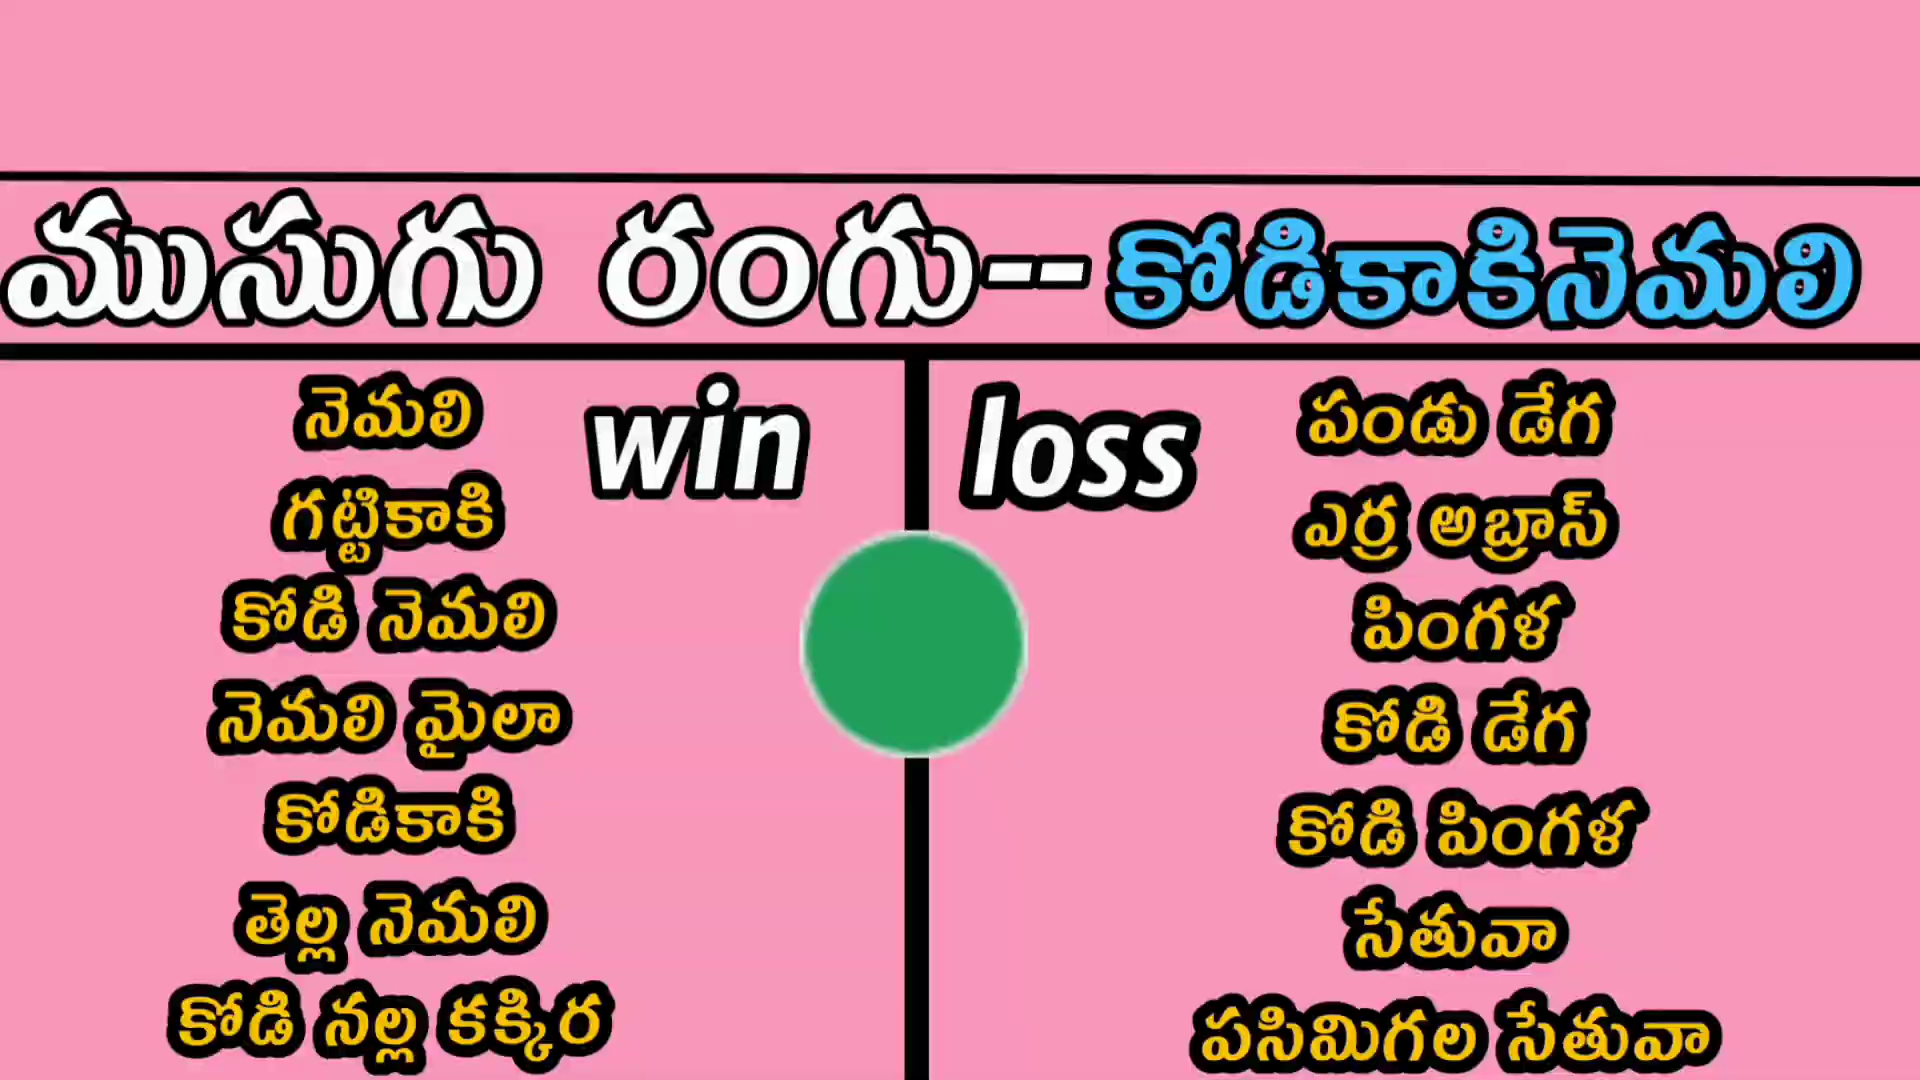 ముసుగు రంగు--కోడికాకినెమలి
win
నెమలి
గట్టికాకి
కోడి నెమలి
నెమలి మైలా
కోడికాకి
తెల్ల నెమలి
కోడి నల్ల కక్కిర
loss
పండు డేగ
ఎర్ర అబ్రాస్
పింగళ
కోడి డేగ
కోడి పింగళ
సేతువా
పసిమిగల సేతువా